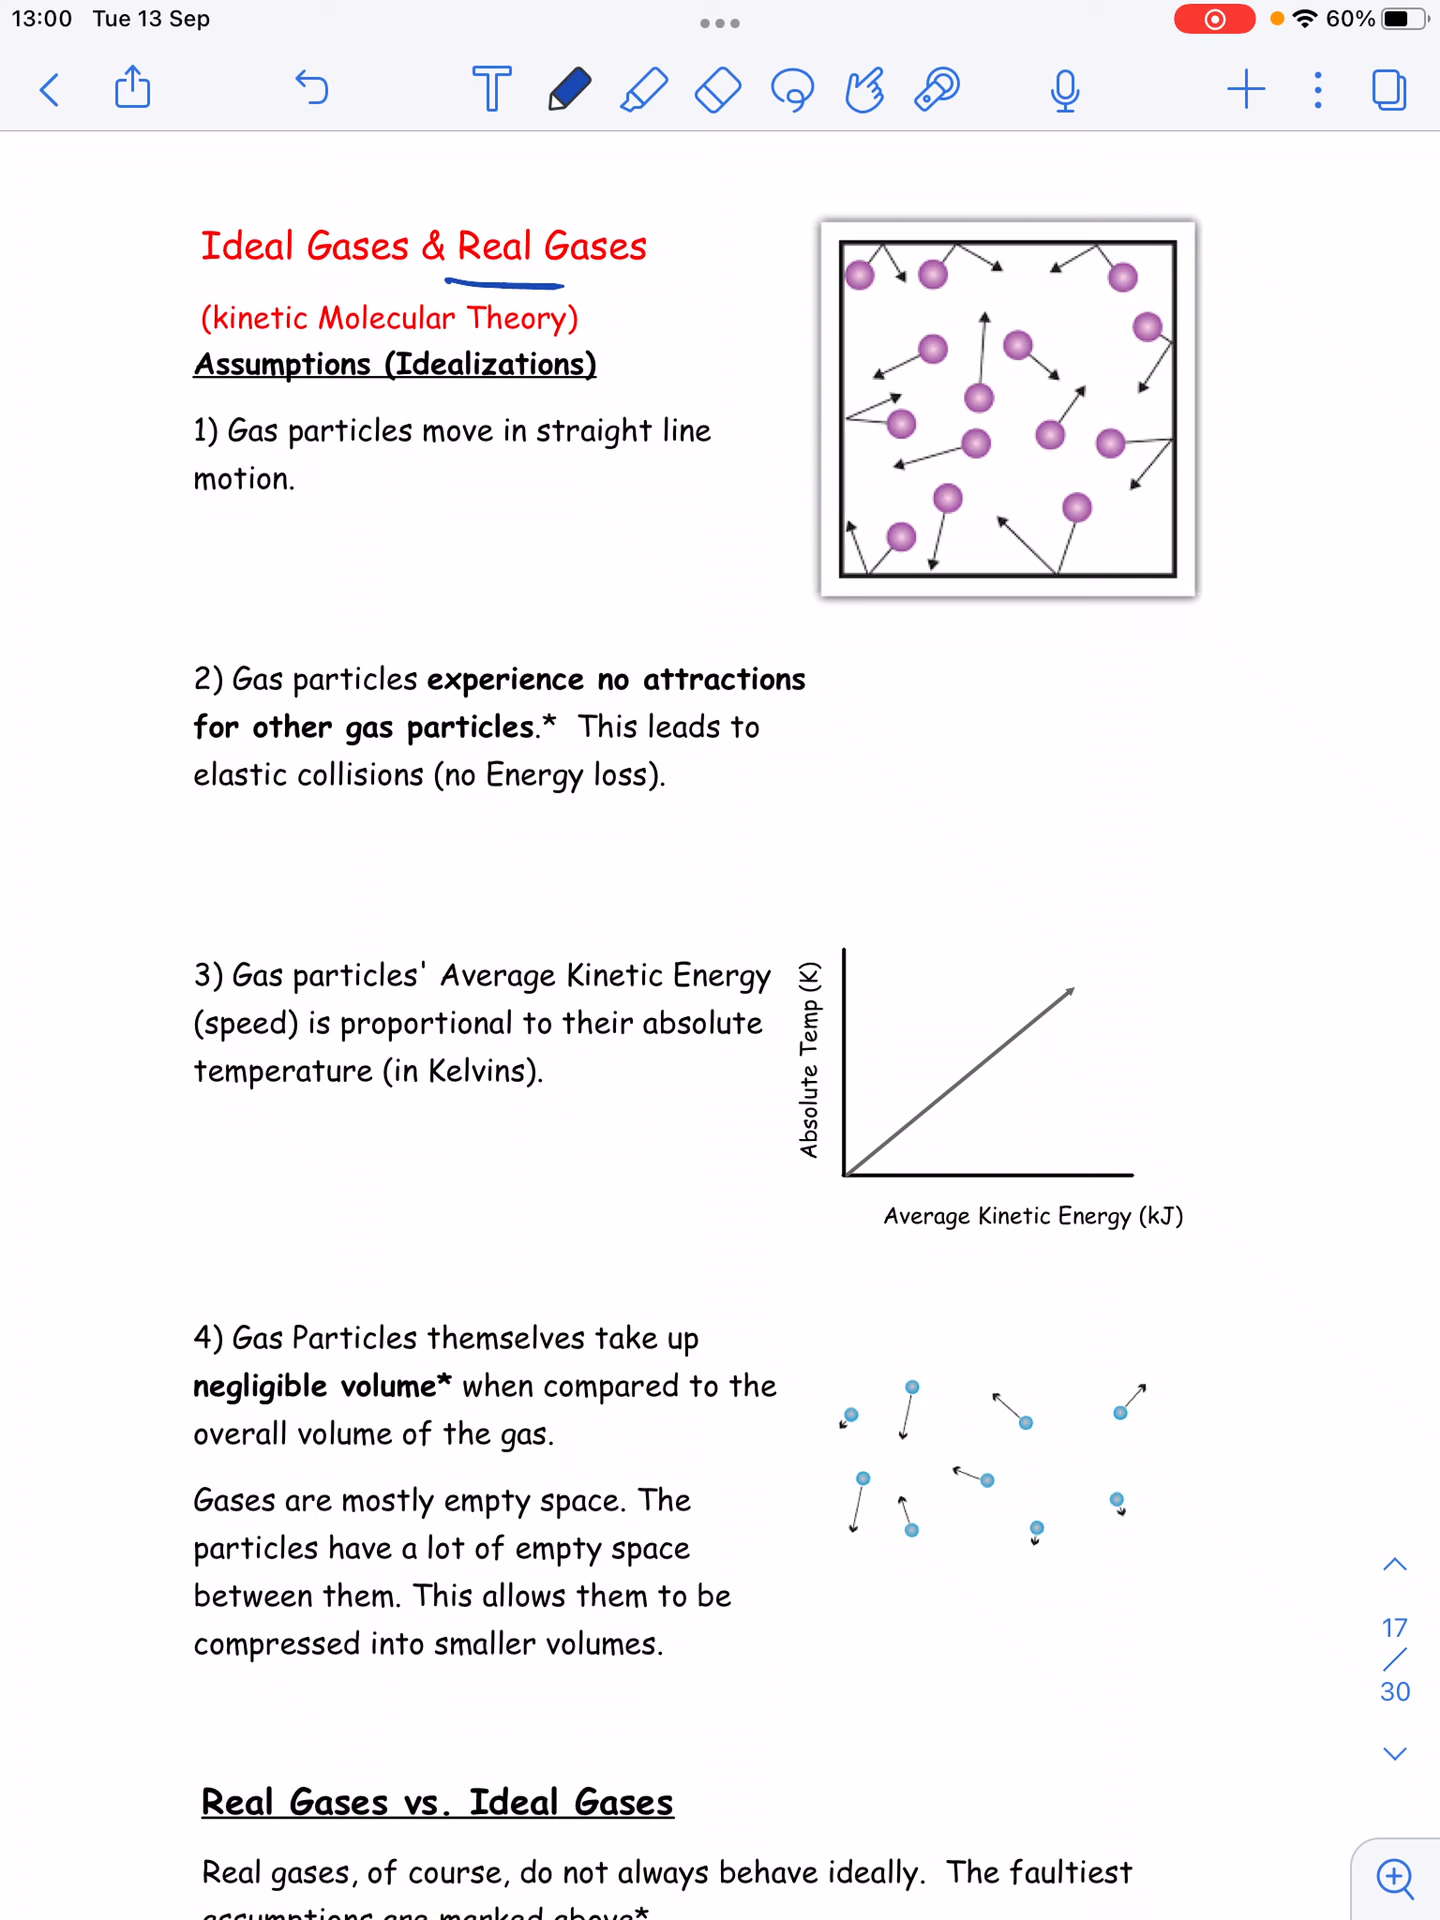 13:00 Tue 13 Sep
60%
T
Ideal Gases & Real Gases
(kinetic Molecular Theory)
Assumptions (Idealizations)
1) Gas particles move in straight line
motion.
2) Gas particles experience no attractions
for other gas particles.* This leads to
elastic collisions (no Energy loss).
3) Gas particles' Average Kinetic Energy
(speed) is proportional to their absolute
temperature (in Kelvins).
Absolute Temp (K)
Average Kinetic Energy (kJ)
4) Gas Particles themselves take up
negligible volume* when compared to the
overall volume of the gas.
Gases are mostly empty space. The
particles have a lot of empty space
between them. This allows them to be
compressed into smaller volumes.
17
/
30
Real Gases vs. Ideal Gases
Real gases, of course, do not always behave ideally. The faultiest
assumptions are marked above*